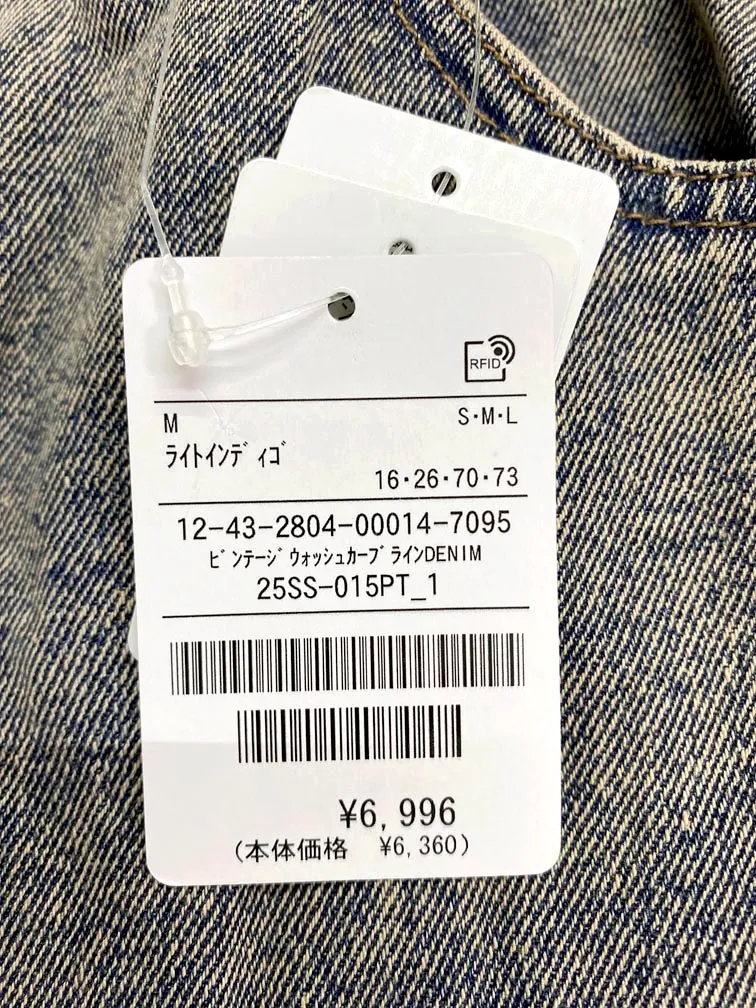 RFID
M
S・M・L
ﾗｲﾄｲﾝﾃﾞｨｺﾞ
16・26・70・73
12-43-2804-00014-7095
ﾋﾞﾝﾃｰｼﾞｳｫｯｼｭｶｰﾌﾞﾗｲﾝDENIM
25SS-015PT_1
¥6,996
(本体価格 ¥6,360)